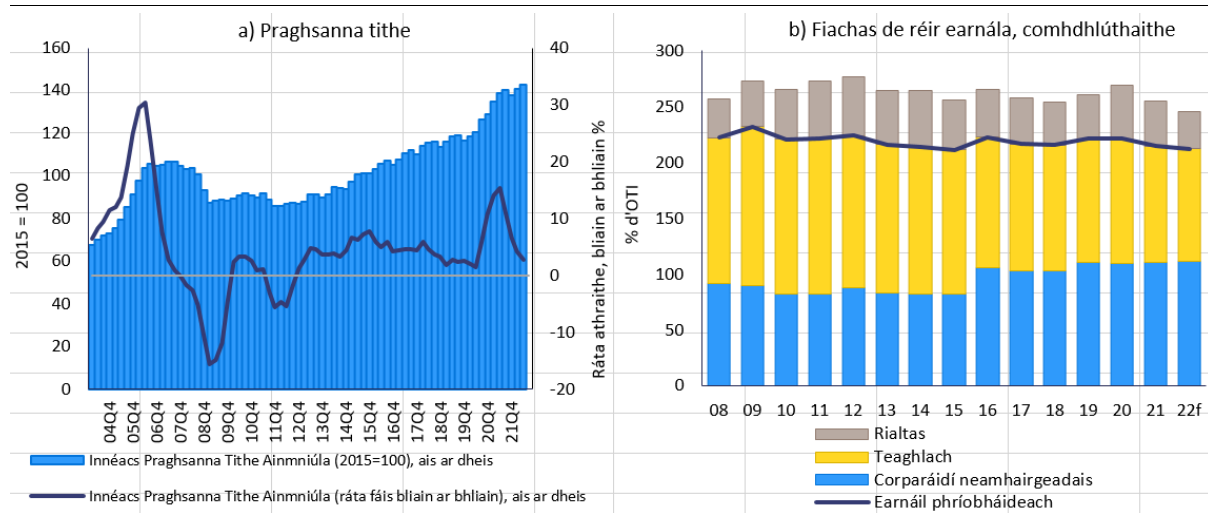 a) Praghsanna tithe
160
140
120
100
80
60
40
20
0
2015 = 100
40
30
20
10
0
-10
-20
Ráta athraithe, bliain ar bhliain %
04Q4
05Q4
06Q4
07Q4
08Q4
09Q4
10Q4
11Q4
12Q4
13Q4
14Q4
15Q4
16Q4
17Q4
18Q4
19Q4
20Q4
21Q4
Innéacs Praghsanna Tithe Ainmniúla (2015=100), ais ar dheis
Innéacs Praghsanna Tithe Ainmniúla (ráta fáis bliain ar bhliain), ais ar dheis
b) Fiachas de réir earnála, comhdhlúthaithe
300
250
200
150
100
50
0
% d'OTI
08 09 10 11 12 13 14 15 16 17 18 19 20 21 22f
Rialtas
Teaghlach
Corparáidí neamhairgeadais
Earnáil phríobháideach